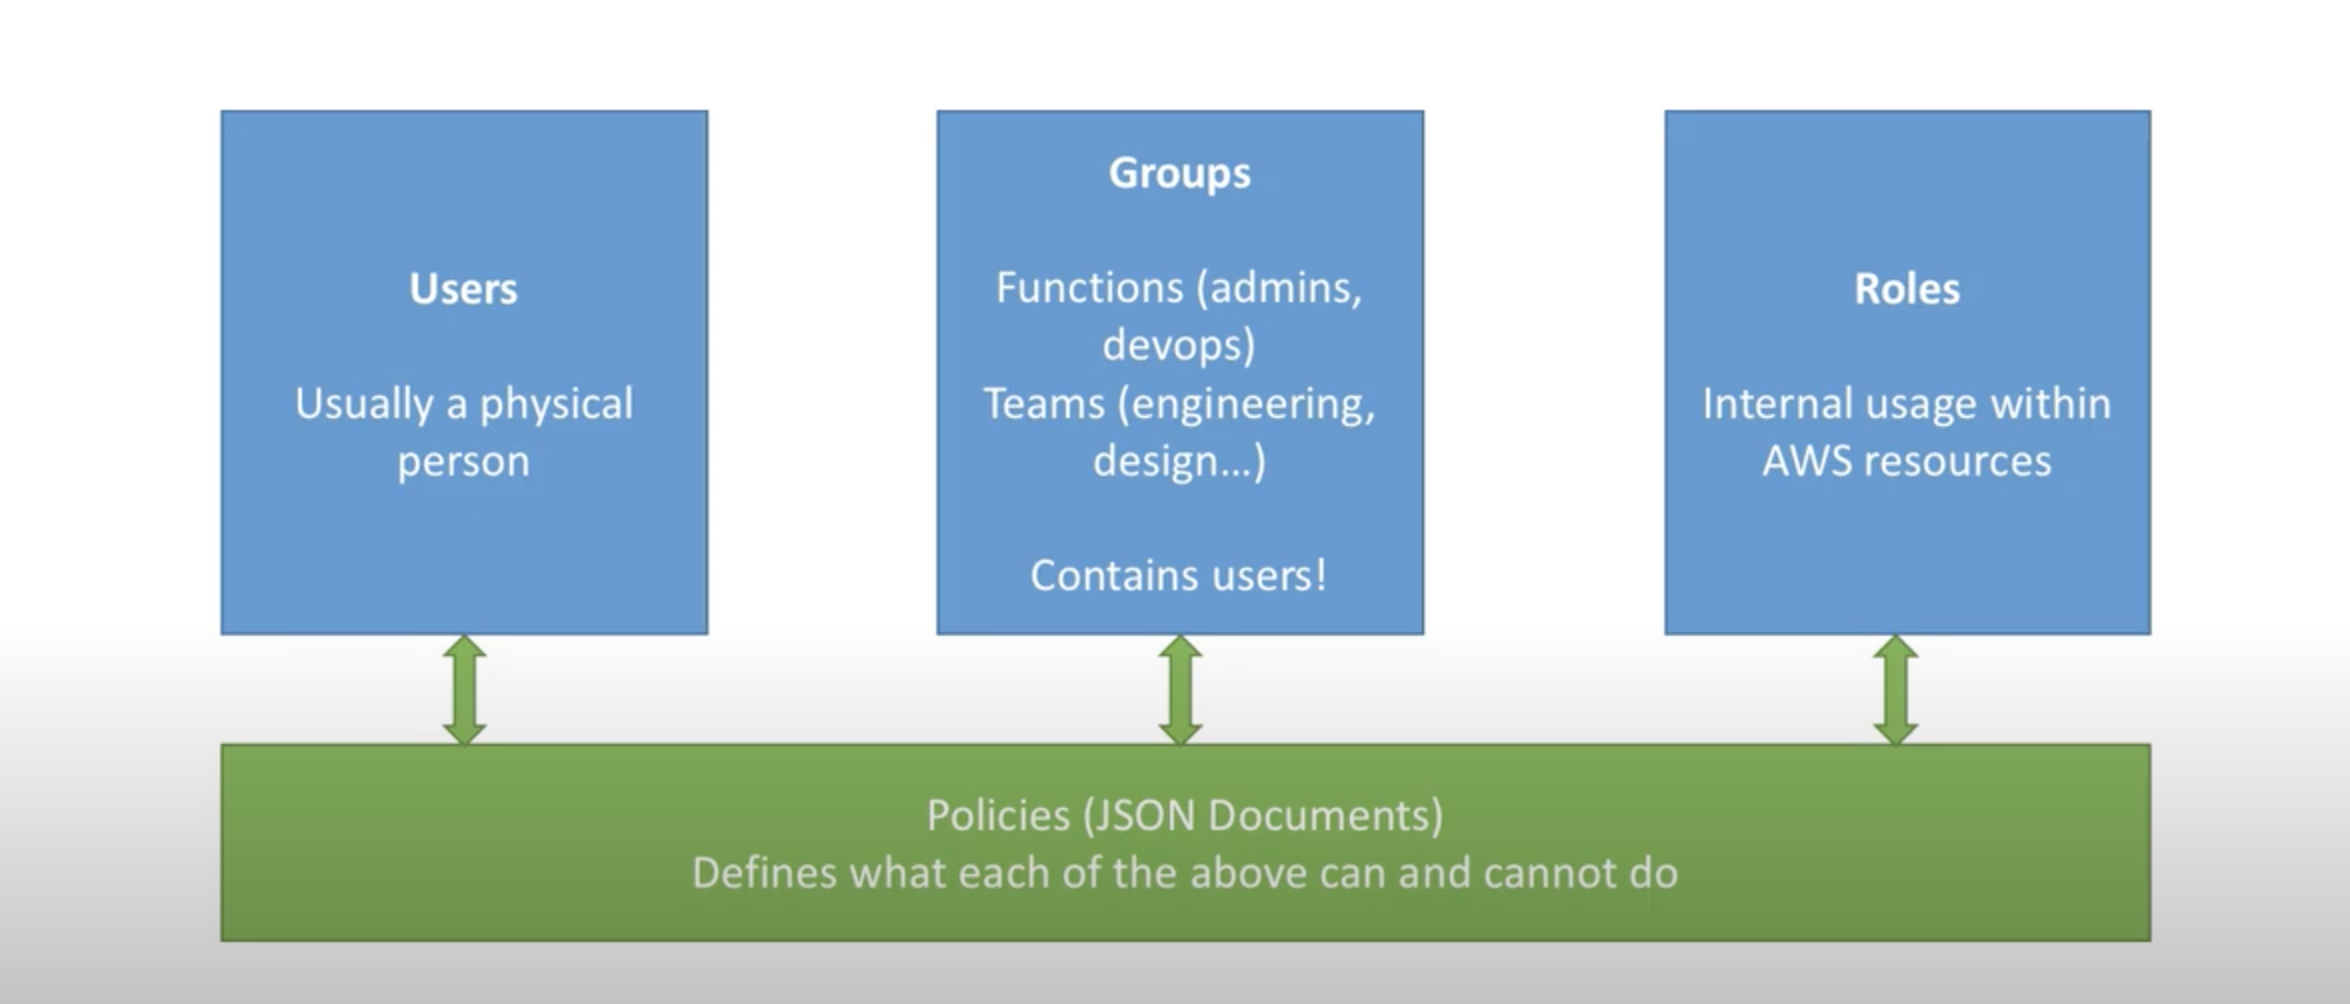 Users
Usually a physical
person
Groups
Functions (admins,
devops)
Teams (engineering,
design...)
Contains users!
Roles
Internal usage within
AWS resources
Policies (JSON Documents)
Defines what each of the above can and cannot do